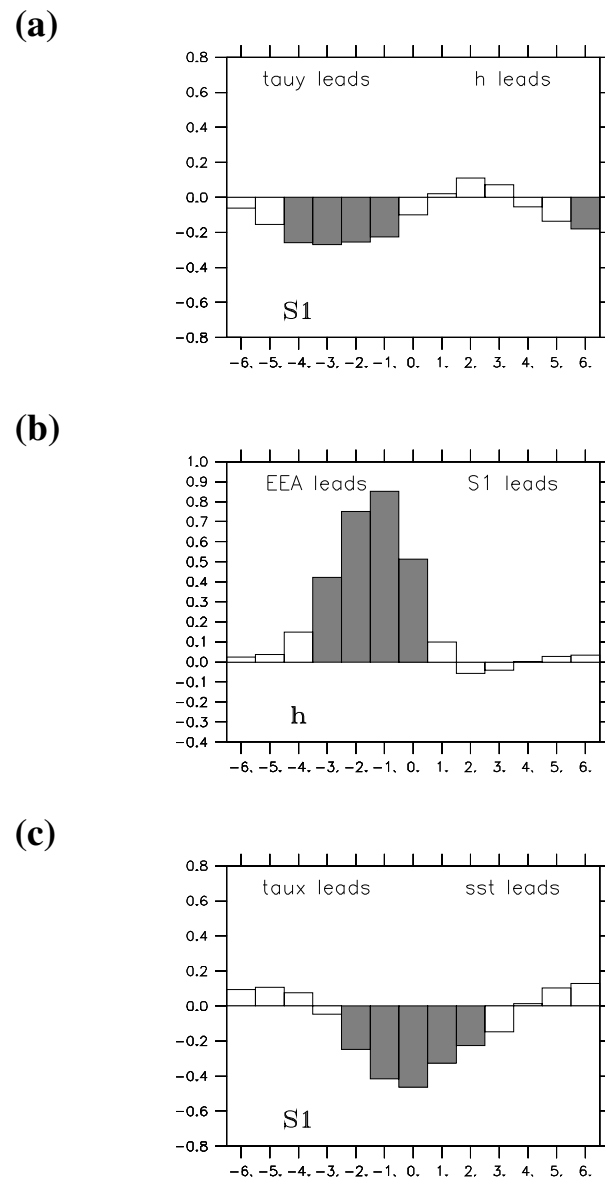 (a)
0.8
tauy leads h leads
0.6
0.4
0.2
0.0
−0.2
−0.4
−0.6
S1
−0.8
−6. −5. −4. −3. −2. −1. 0. 1. 2. 3. 4. 5. 6.
(b)
1.0
EEA leads S1 leads
0.9
0.8
0.7
0.6
0.5
0.4
0.3
0.2
0.1
0.0
−0.1
−0.2
h
−0.3
−0.4
−6. −5. −4. −3. −2. −1. 0. 1. 2. 3. 4. 5. 6.
(c)
0.8
taux leads sst leads
0.6
0.4
0.2
0.0
−0.2
−0.4
−0.6
S1
−0.8
−6. −5. −4. −3. −2. −1. 0. 1. 2. 3. 4. 5. 6.